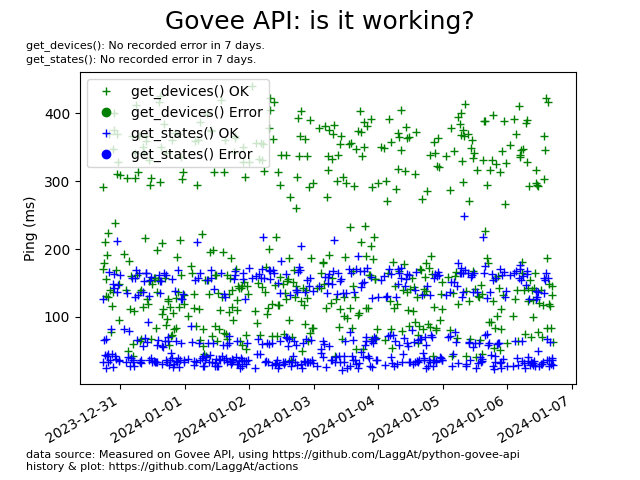 Govee API: is it working?
get_devices(): No recorded error in 7 days.
get_states(): No recorded error in 7 days.
get_devices() OK
get_devices() Error
get_states() OK
get_states() Error
400
300
200
100
Ping (ms)
2023-12-31
2024-01-01
2024-01-02
2024-01-03
2024-01-04
2024-01-05
2024-01-06
2024-01-07
data source: Measured on Govee API, using https://github.com/LaggAt/python-govee-api
history & plot: https://github.com/LaggAt/actions